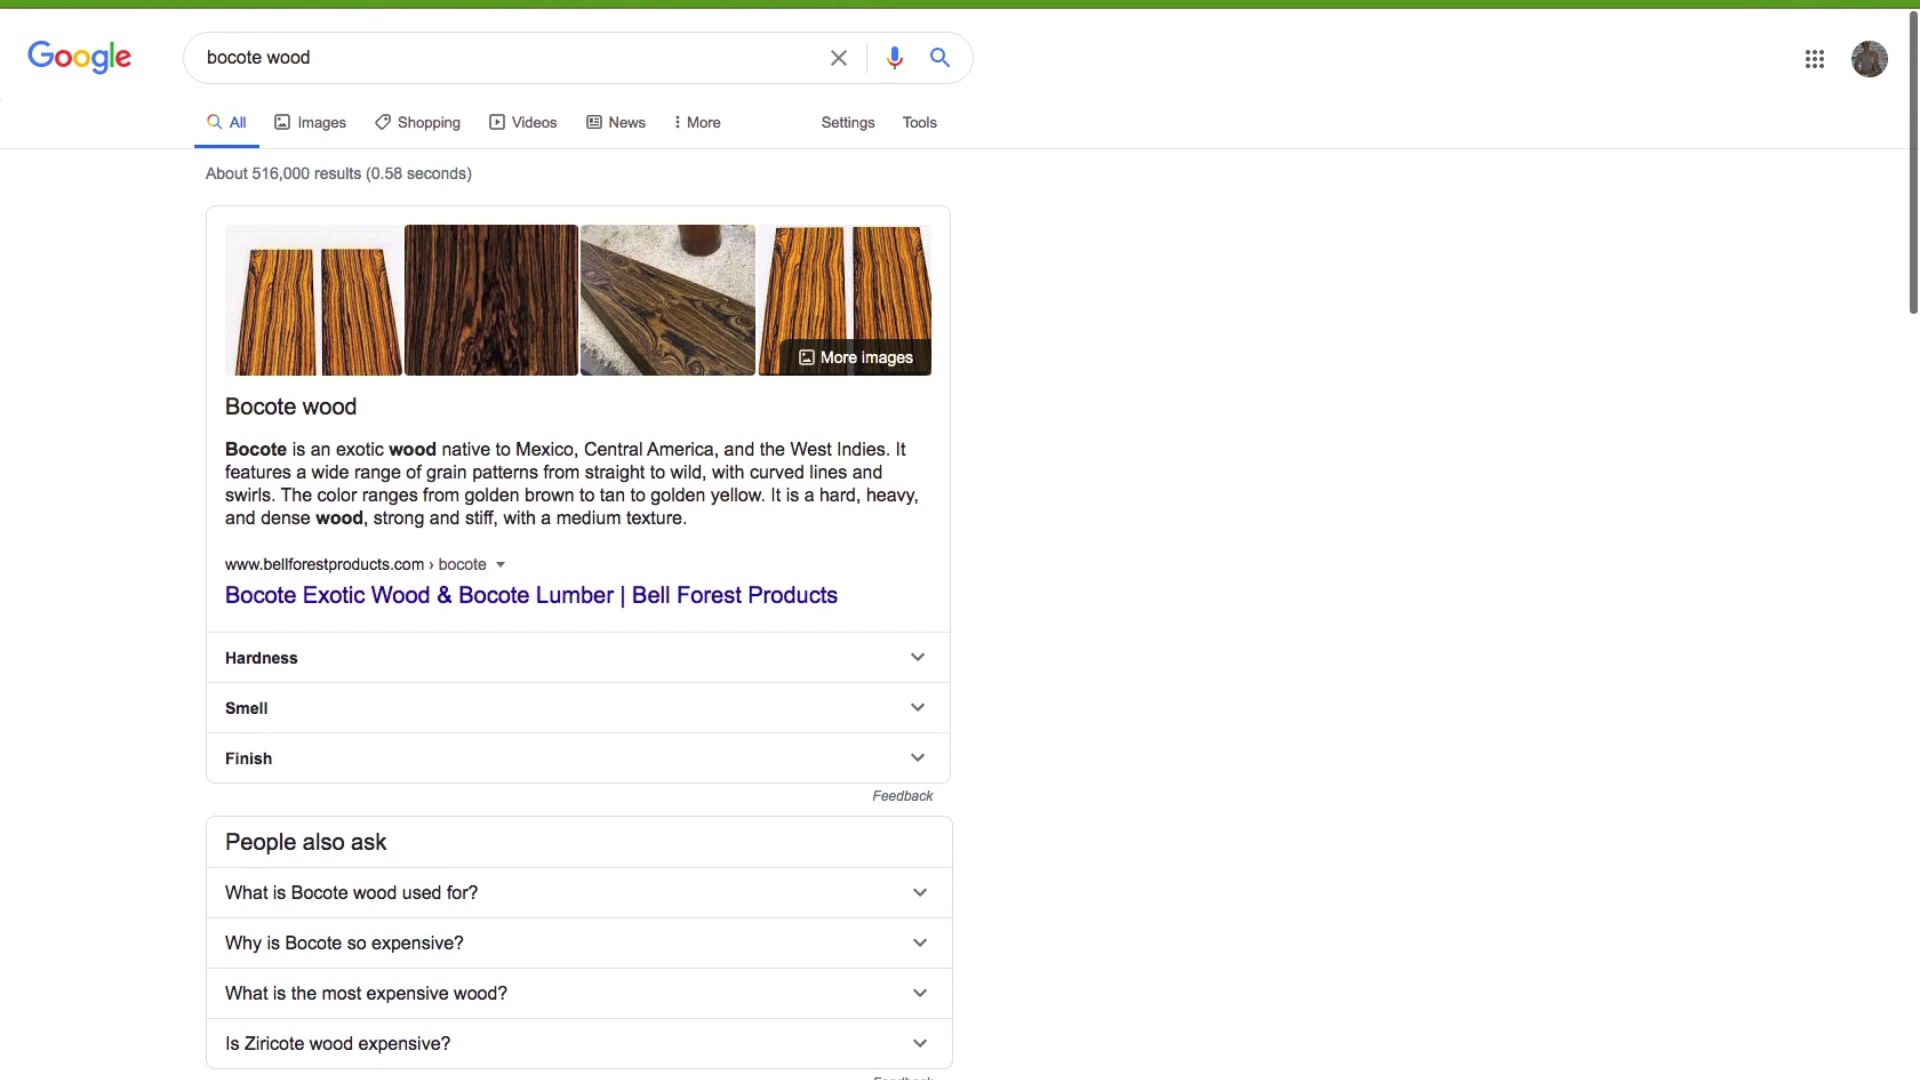 Google
bocote wood
All Images Shopping Videos News More Settings Tools
About 516,000 results (0.58 seconds)
More images
Bocote wood
Bocote is an exotic wood native to Mexico, Central America, and the West Indies. It
features a wide range of grain patterns from straight to wild, with curved lines and
swirls. The color ranges from golden brown to tan to golden yellow. It is a hard, heavy,
and dense wood, strong and stiff, with a medium texture.
www.bellforestproducts.com › bocote
Bocote Exotic Wood & Bocote Lumber | Bell Forest Products
Hardness
Smell
Finish
Feedback
People also ask
What is Bocote wood used for?
Why is Bocote so expensive?
What is the most expensive wood?
Is Ziricote wood expensive?
Feedback